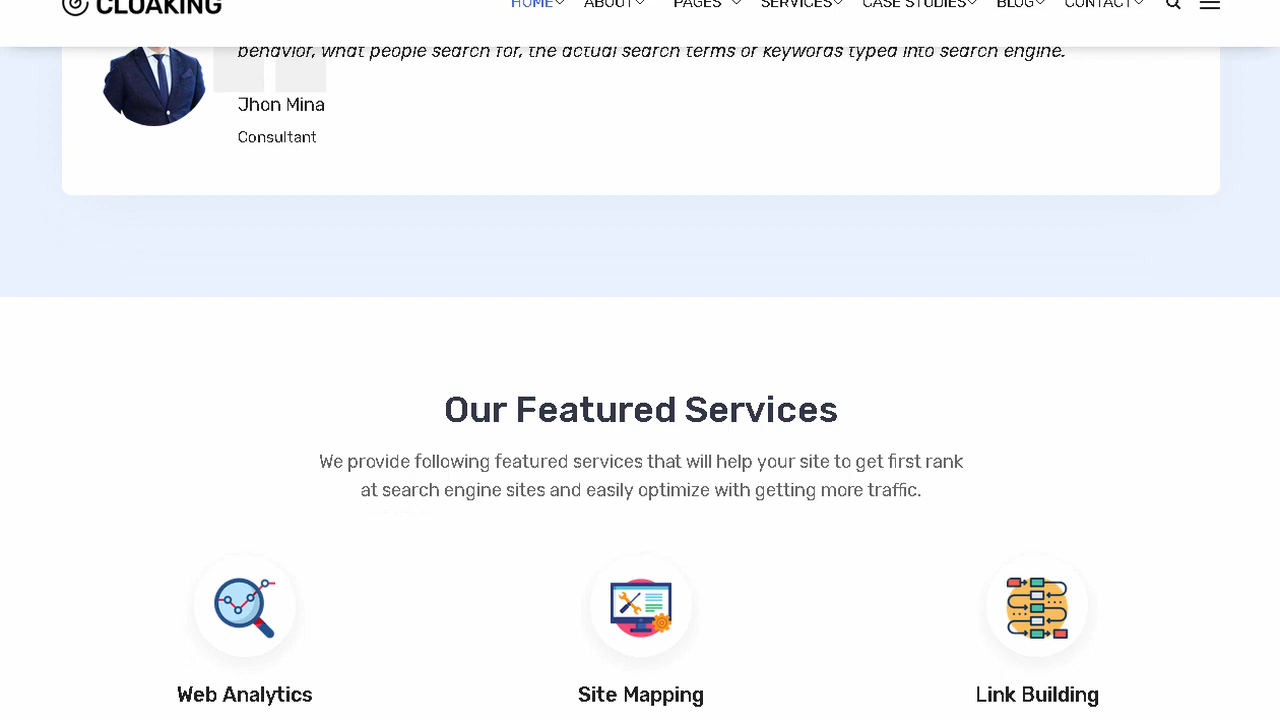 CLOAKING
HOME ABOUT PAGES SERVICES CASE STUDIES BLOG CONTACT
behavior, what people search for, the actual search terms or keywords typed into search engine.
Jhon Mina
Consultant
Our Featured Services
We provide following featured services that will help your site to get first rank
at search engine sites and easily optimize with getting more traffic.
Web Analytics
Site Mapping
Link Building